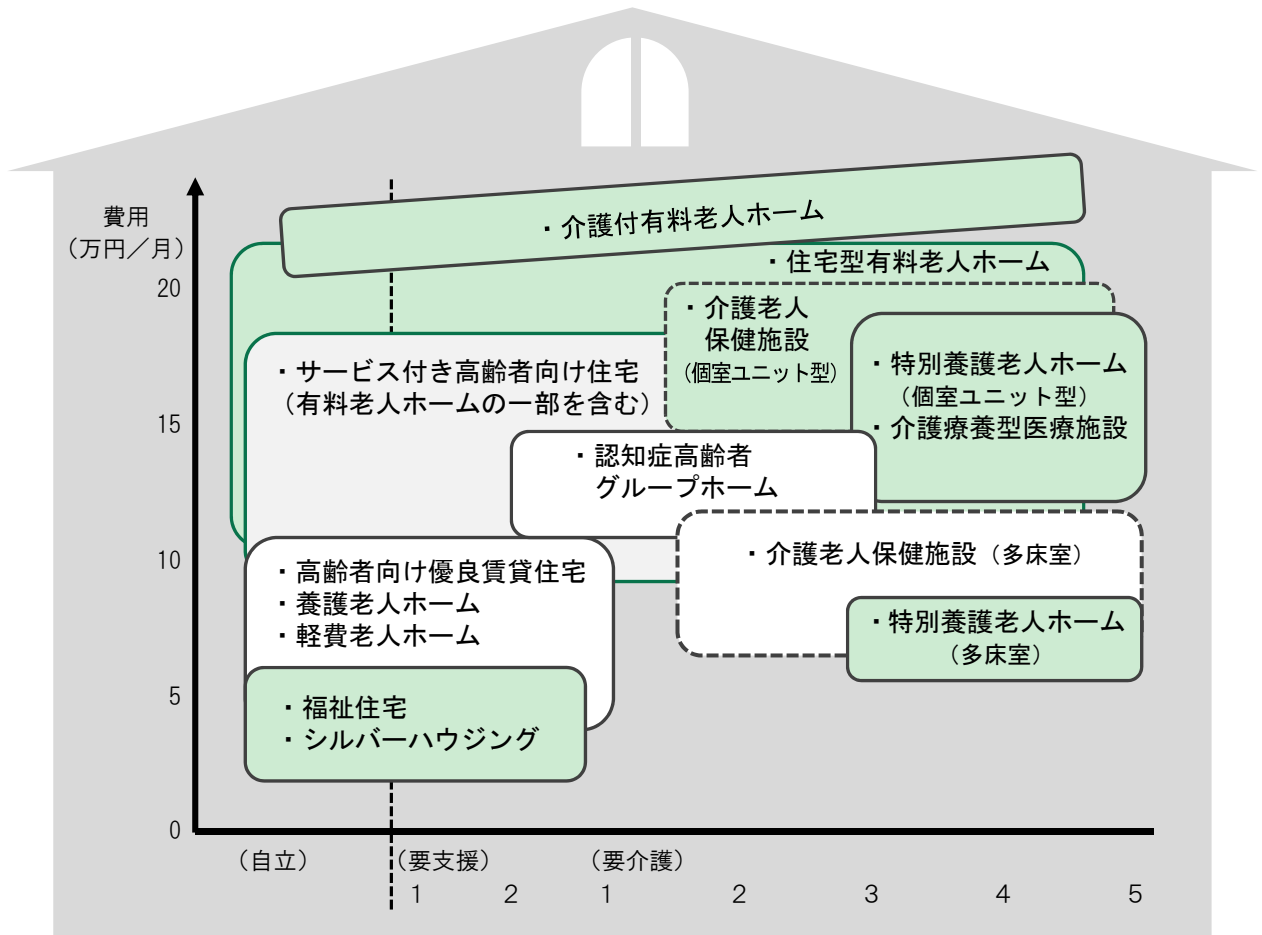 ・介護付有料老人ホーム
費用
（万円／月）
・住宅型有料老人ホーム
20
・介護老人
保健施設
（個室ユニット型）
・サービス付き高齢者向け住宅
（有料老人ホームの一部を含む）
・特別養護老人ホーム
（個室ユニット型）
・介護療養型医療施設
15
・認知症高齢者
グループホーム
10
・高齢者向け優良賃貸住宅
・養護老人ホーム
・軽費老人ホーム
・介護老人保健施設（多床室）
・特別養護老人ホーム
（多床室）
5
・福祉住宅
・シルバーハウジング
0
（自立） （要支援） （要介護）
1 2 1 2 3 4 5